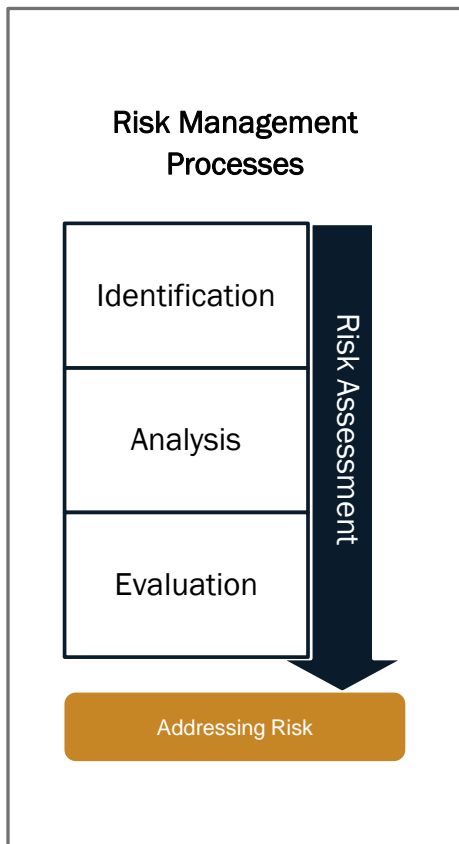 Risk Management
Processes
Identification
Risk Assessment
Analysis
Evaluation
Addressing Risk